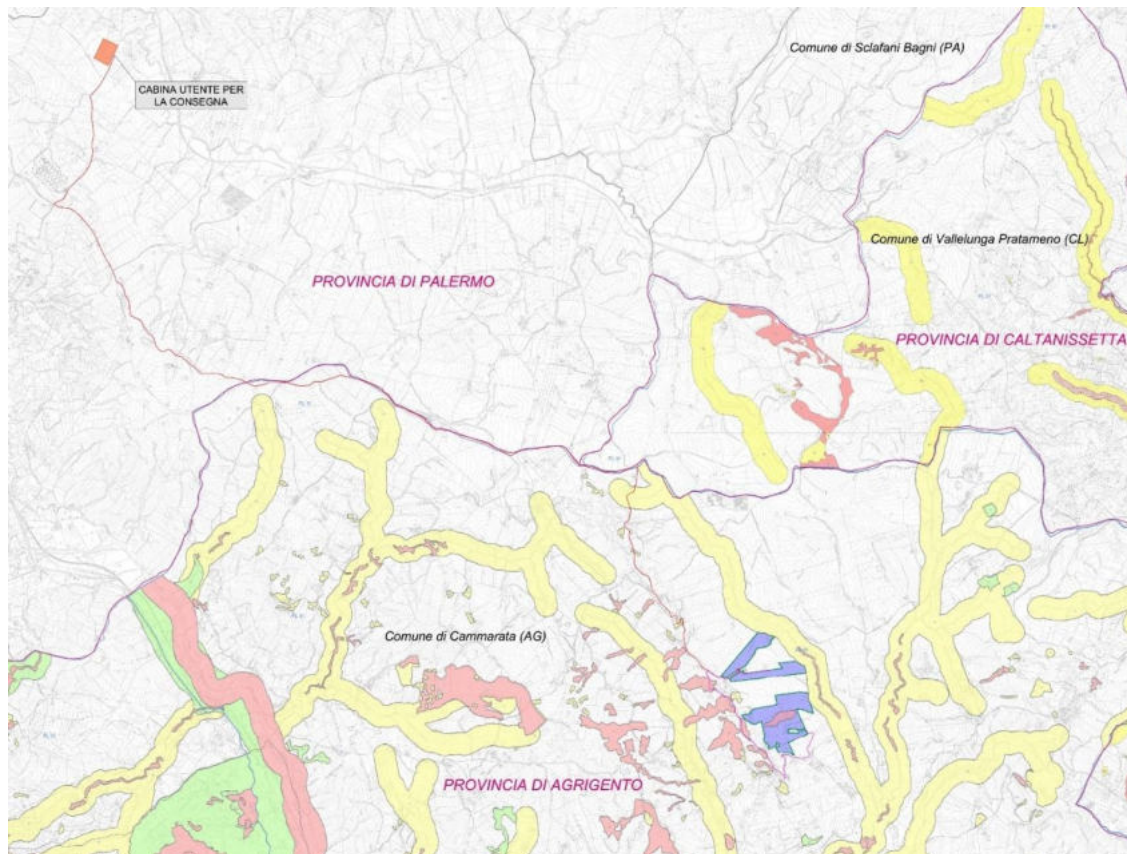 Comune di Sclafani Bagni (PA)
CABINA UTENTE PER
LA CONSEGNA
Comune di Vallelunga Pratameno (CL)
PROVINCIA DI PALERMO
PROVINCIA DI CALTANISSETTA
Comune di Cammarata (AG)
PROVINCIA DI AGRIGENTO